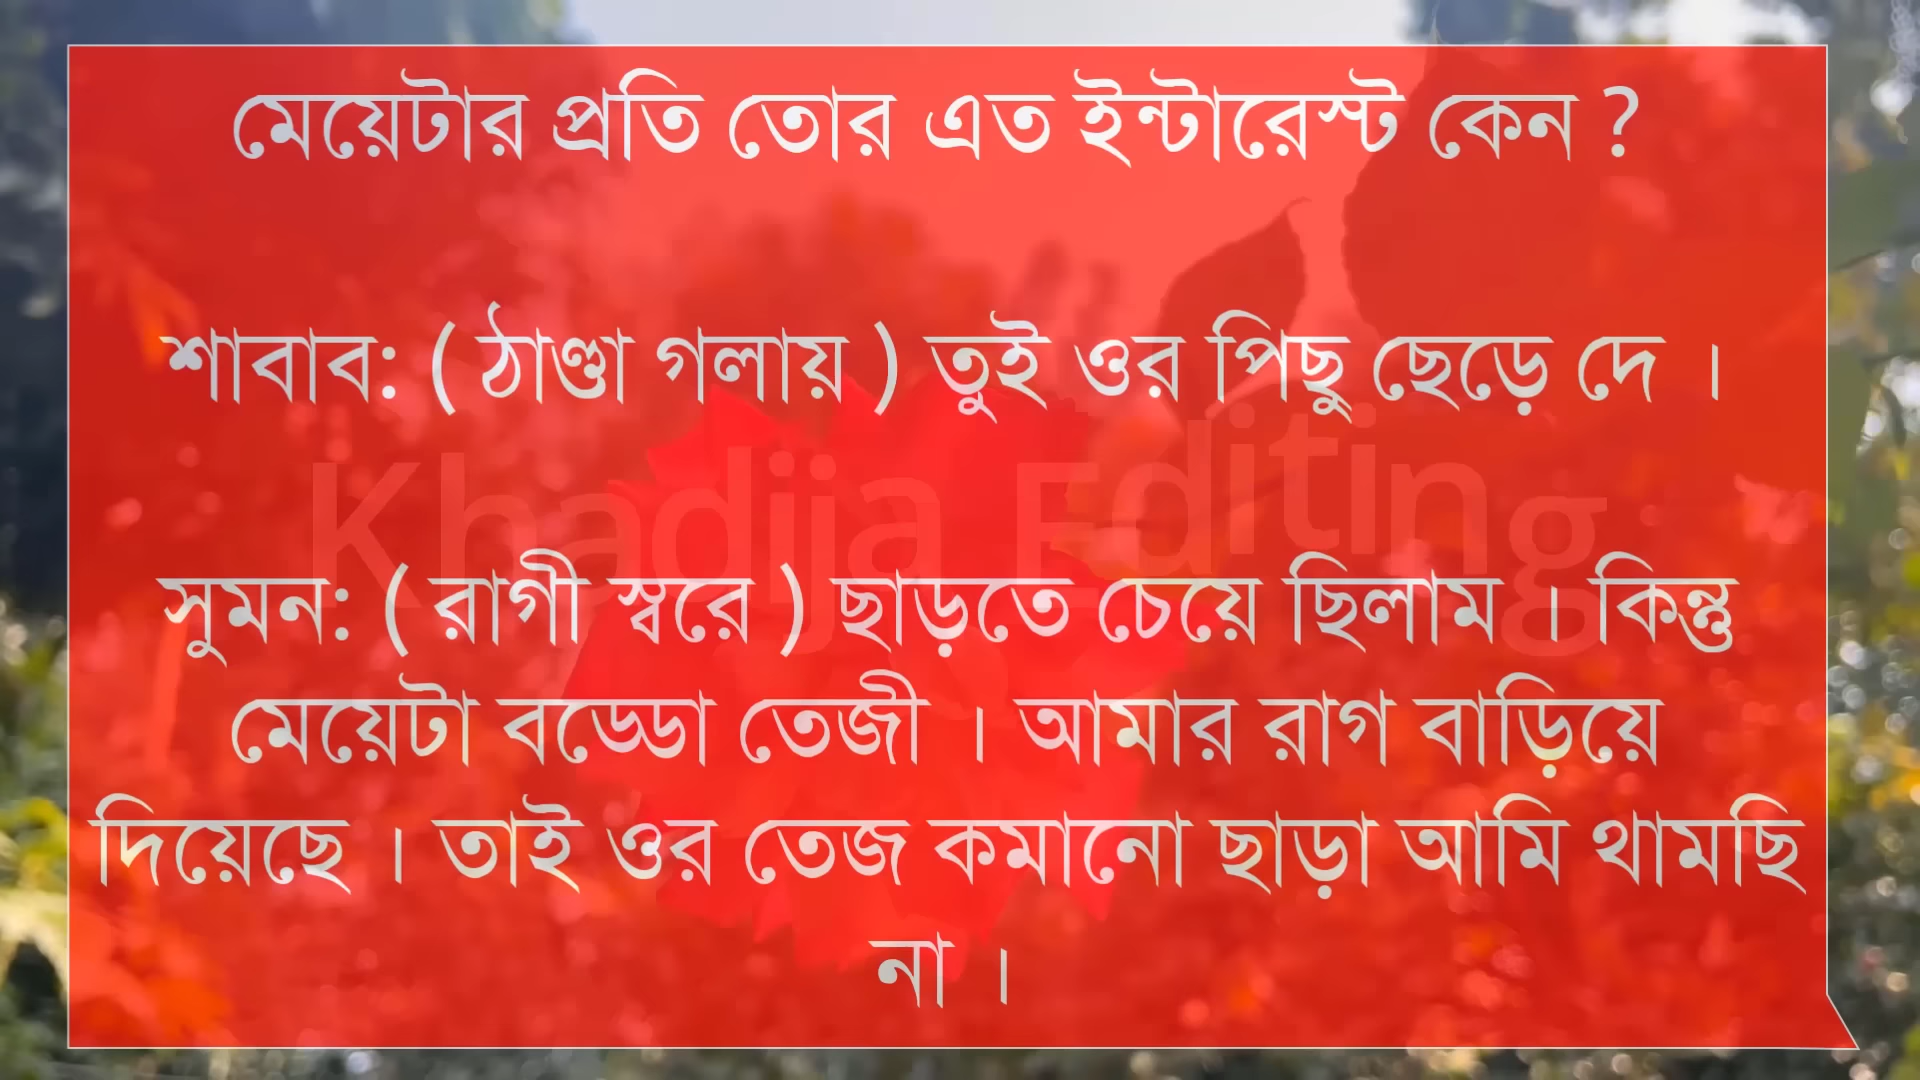 মেয়েটার প্রতি তোর এত ইন্টারেস্ট কেন ?
শাবাব: ( ঠাণ্ডা গলায় ) তুই ওর পিছু ছেড়ে দে ।
Khadija Editing
সুমন: ( রাগী স্বরে ) ছাড়তে চেয়ে ছিলাম । কিন্তু
মেয়েটা বড্ডো তেজী । আমার রাগ বাড়িয়ে
দিয়েছে । তাই ওর তেজ কমানো ছাড়া আমি থামছি
না ।